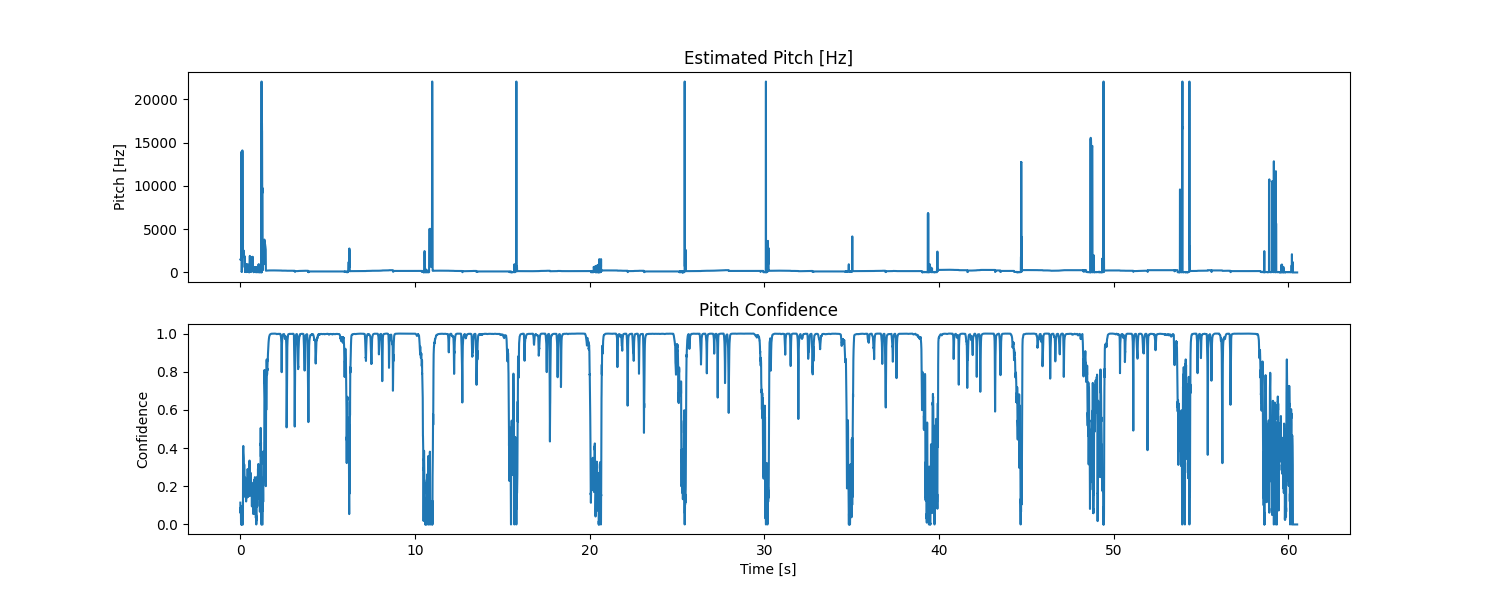 Estimated Pitch [Hz]
20000
15000
10000
5000
0
Pitch [Hz]
Pitch Confidence
1.0
0.8
0.6
0.4
0.2
0.0
Confidence
0 10 20 30 40 50 60
Time [s]